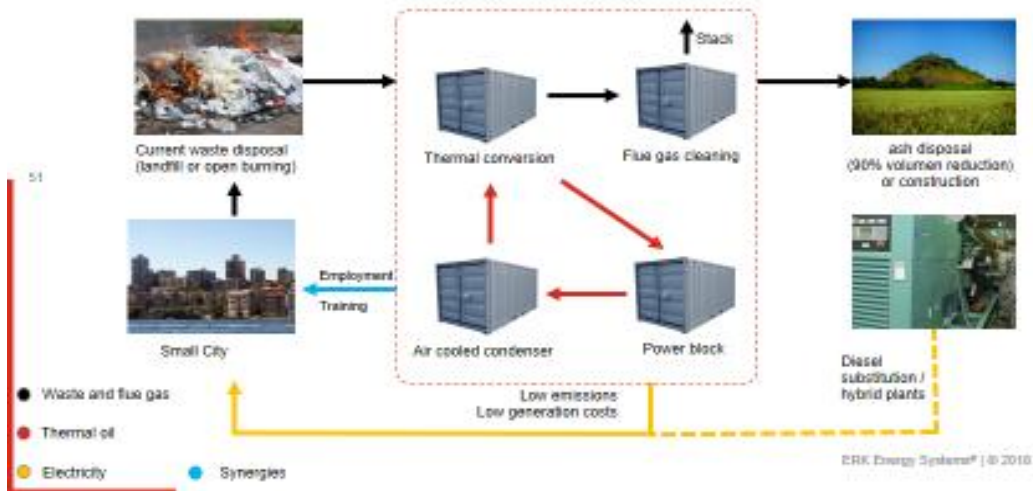 Stack
Current waste disposal
(landfill or open burning)
Thermal conversion
Flue gas cleaning
ash disposal
(90% volumen reduction)
or construction
51
Employment
Training
Small City
Air cooled condenser
Power block
Diesel
substitution /
hybrid plants
Low emissions
Low generation costs
Waste and flue gas
Thermal oil
Electricity
Synergies
ERK Energy Systems® | © 2018